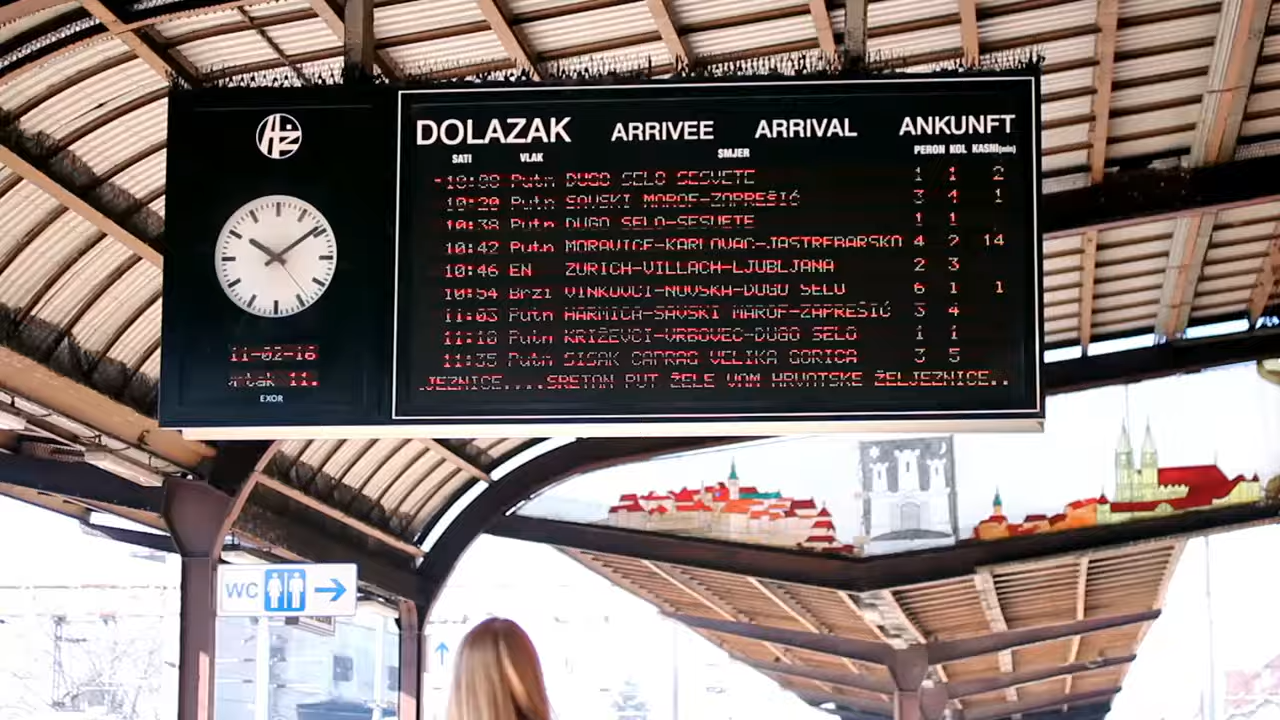 HŽ
DOLAZAK ARRIVEE ARRIVAL ANKUNFT
SATI VLAK SMJER PERON KOL KASNI(min)
Putn DUGO SELO SESVETE 1 1 2
10:20 Putn SAVSKI MAROF-ZAPREŠIĆ 3 4 1
10:38 Putn DUGO SELO-SESVETE 1 1
10:42 Putn MORAVICE-KARLOVAC-JASTREBARSKO 4 2 14
10:46 EN ZURICH-VILLACH-LJUBLJANA 2 3
10:54 Brzi VINKOVCI-NOVSKA-DUGO SELO 6 1 1
11:03 Putn HARMICA-SAVSKI MAROF-ZAPREŠIĆ 3 4
11:18 Putn KRIŽEVCI-VRBOVEC-DUGO SELO 1 1
11:35 Putn SISAK CAPRAG VELIKA GORICA 3 5
JEZNICE....SRETAN PUT ŽELE VAM HRVATSKE ŽELJEZNICE..
11-02-16
rtak 11.
EXOR
WC